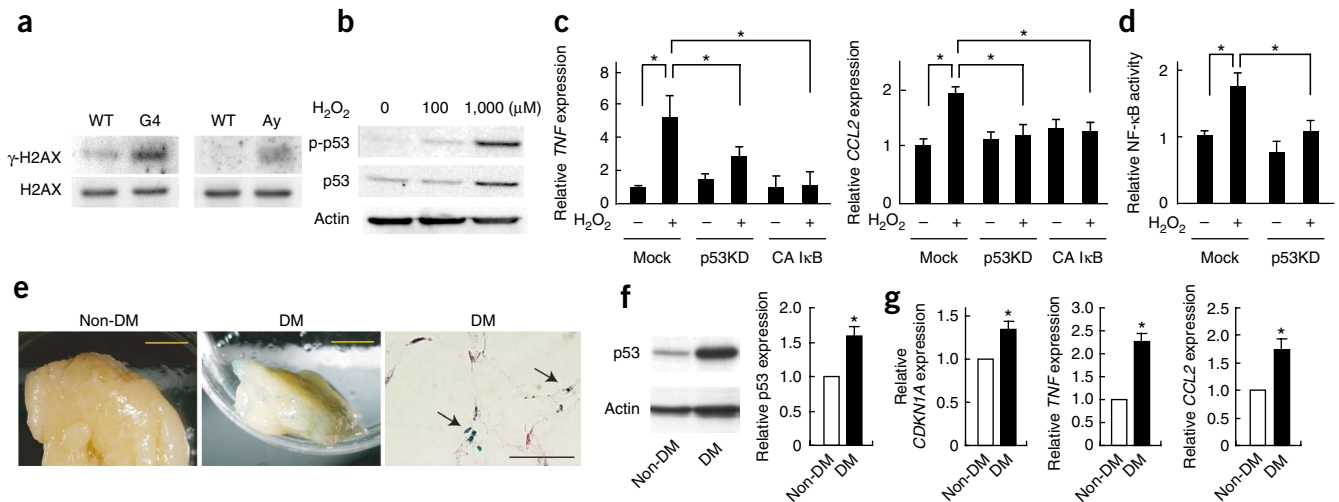 a
WT G4 WT Ay
γ-H2AX
H2AX
b
H2O2 0 100 1,000 (μM)
p-p53
p53
Actin
c
Relative TNF expression
8
6
4
2
0
* * *
H2O2 – + – + – +
Mock p53KD CA IκB
Relative CCL2 expression
2
1
0
* * *
H2O2 – + – + – +
Mock p53KD CA IκB
d
Relative NF-κB activity
2
1
0
* *
H2O2 – + – +
Mock p53KD
e
Non-DM DM DM
f
p53
Actin
Non-DM DM
Relative p53 expression
2.0
1.5
1.0
0.5
0
*
Non-DM DM
g
Relative
CDKN1A expression
1.5
1.0
0.5
0
*
Non-DM DM
Relative TNF expression
3.0
2.5
2.0
1.5
1.0
0.5
0
*
Non-DM DM
Relative CCL2 expression
2.0
1.5
1.0
0.5
0
*
Non-DM DM